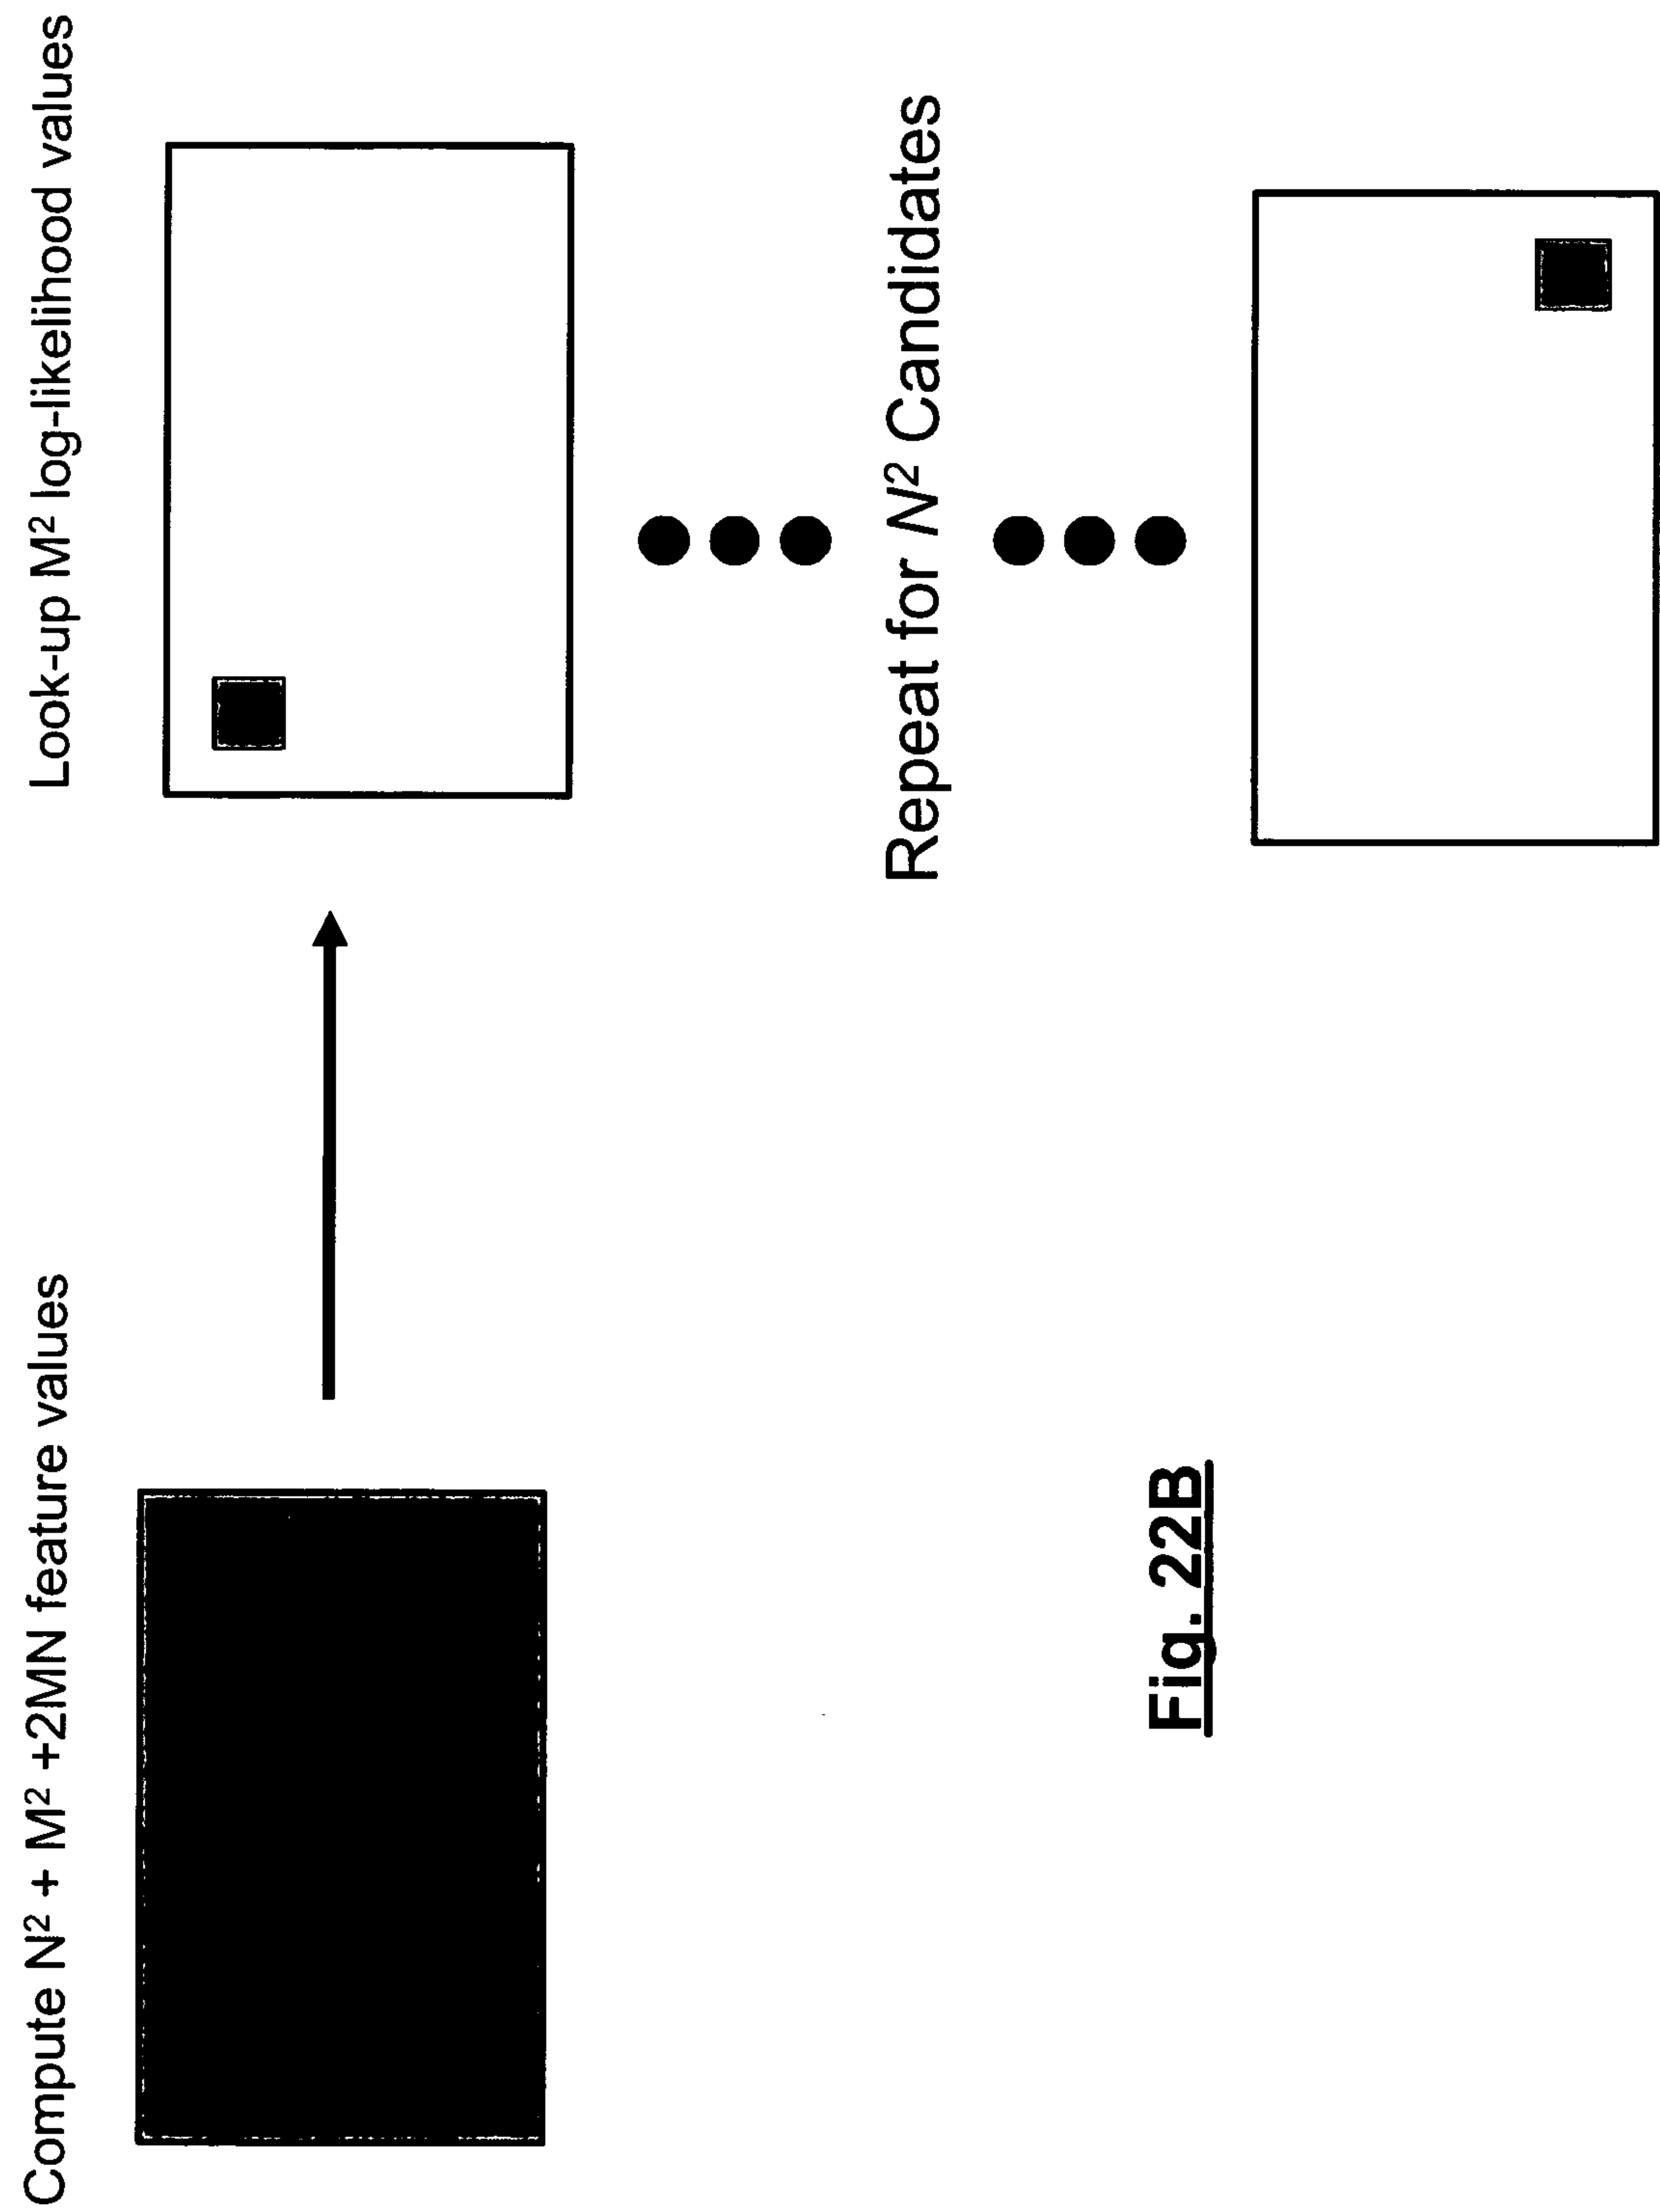 Compute N² + M² +2MN feature values
Look-up M² log-likelihood values
Repeat for N² Candidates
Fig. 22B